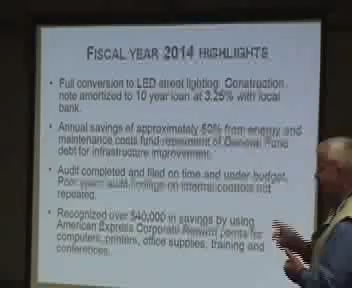 FISCAL YEAR 2014 HIGHLIGHTS
• Full conversion to LED street lighting. Construction
note amortized to 10 year loan at 3.25% with local
bank.
• Annual savings of approximately 50% from energy and
maintenance costs fund repayment of General Fund
debt for infrastructure improvement.
• Audit completed and filed on time and under budget.
Prior years audit findings on internal controls not
repeated.
• Recognized over $40,000 in savings by using
American Express Corporate Reward points for
computers, printers, office supplies, training and
conferences.